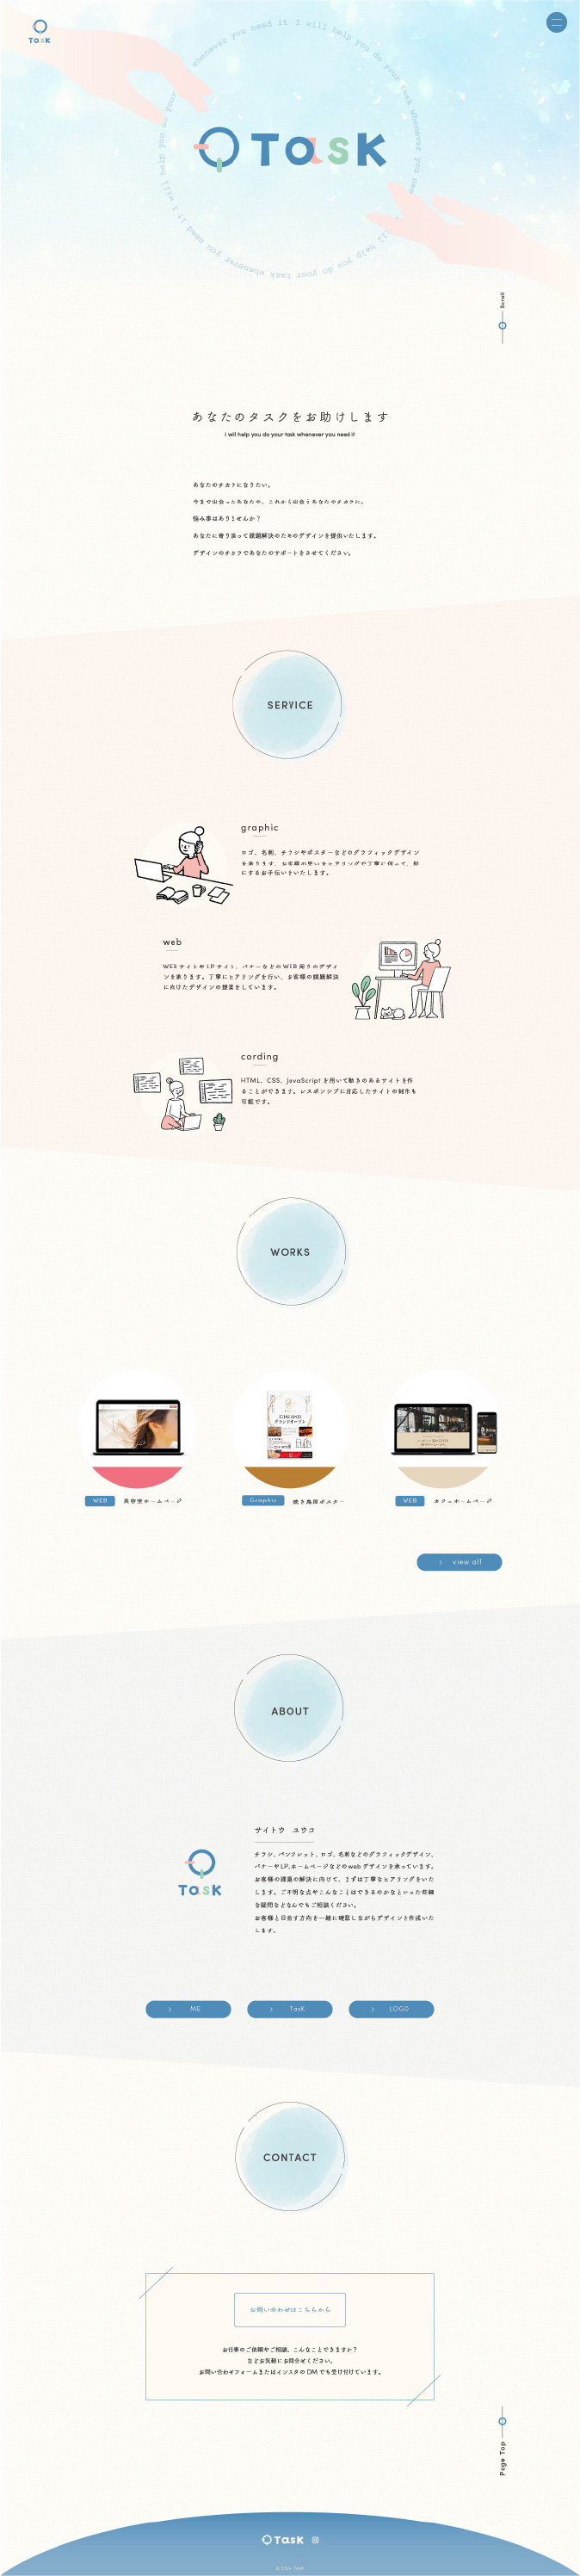 TaSK
I will help you do your task whenever you need it I will help you do your task whenever you need it
TaSK
Scroll
あなたのタスクをお助けします
I will help you do your task whenever you need it
あなたのチカラになりたい。
今まで出会ったあなたや、これから出会うあなたのチカラに。
悩み事はありませんか？
あなたに寄り添って課題解決のためのデザインを提供いたします。
デザインのチカラであなたのサポートをさせてください。
SERVICE
graphic
ロゴ、名刺、チラシやポスターなどのグラフィックデザイン
を承ります。お客様の思いをヒアリングや丁寧に伺って、形
にするお手伝いをいたします。
web
WEBサイトやLPサイト、バナーなどのWEB周りのデザイ
ンを承ります。丁寧にヒアリングを行い、お客様の課題解決
に向けたデザインの提案をしています。
cording
HTML、CSS、JavaScriptを用いて動きのあるサイトを作
ることができます。レスポンシブに対応したサイトの制作も
可能です。
WORKS
グランドオープン
WEB 美容室ホームページ
Graphic 焼き鳥屋ポスター
WEB カフェホームページ
view all
ABOUT
サイトウ ユウコ
チラシ、パンフレット、ロゴ、名刺などのグラフィックデザイン、
バナーやLP、ホームページなどのwebデザインを承っています。
お客様の課題の解決に向けて、まずは丁寧なヒアリングをいた
します。ご不明な点やこんなことはできるのかなといった些細
な疑問などなんでもご相談ください。
お客様と目指す方向を一緒に確認しながらデザインを作成いた
します。
TaSK
ME
TasK
LOGO
CONTACT
お問い合わせはこちらから
お仕事のご依頼やご相談、こんなことできますか？
などお気軽にお問合せください。
お問い合わせフォームまたはインスタのDMでも受け付けています。
Page Top
TaSK